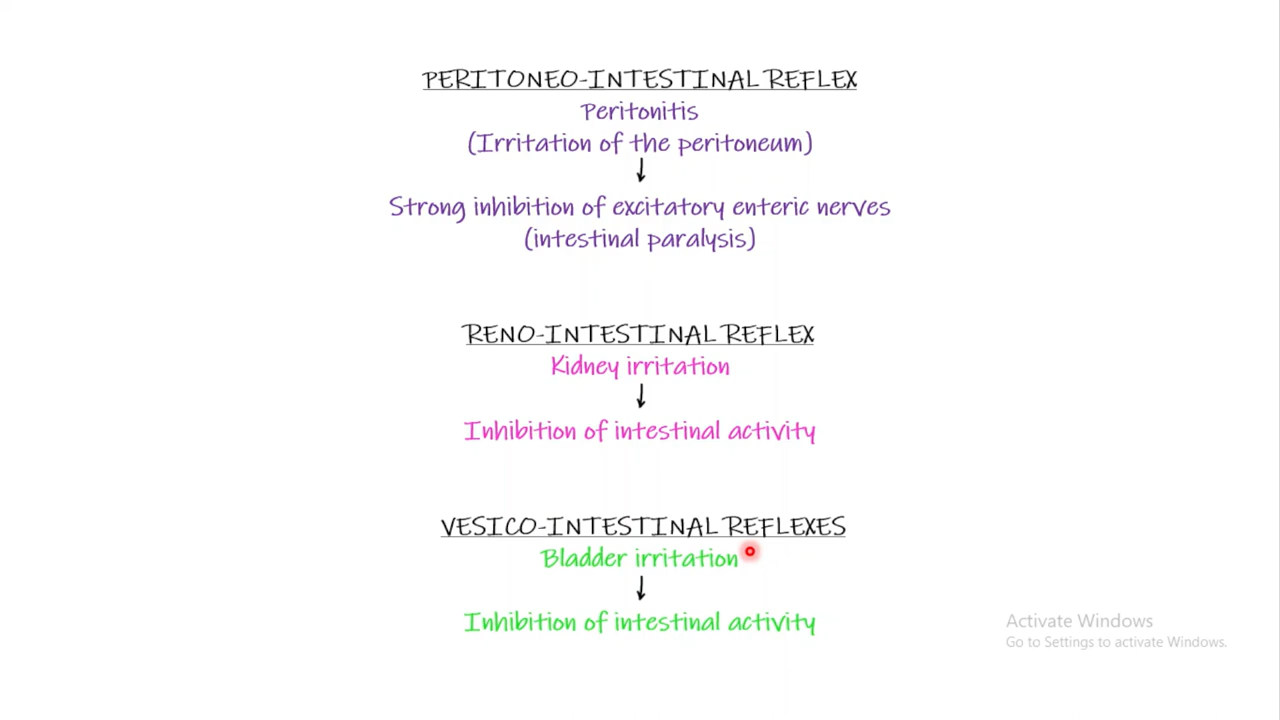 PERITONEO-INTESTINAL REFLEX
Peritonitis
(Irritation of the peritoneum)
↓
Strong inhibition of excitatory enteric nerves
(intestinal paralysis)
RENO-INTESTINAL REFLEX
Kidney irritation
↓
Inhibition of intestinal activity
VESICO-INTESTINAL REFLEXES
Bladder irritation
↓
Inhibition of intestinal activity
Activate Windows
Go to Settings to activate Windows.